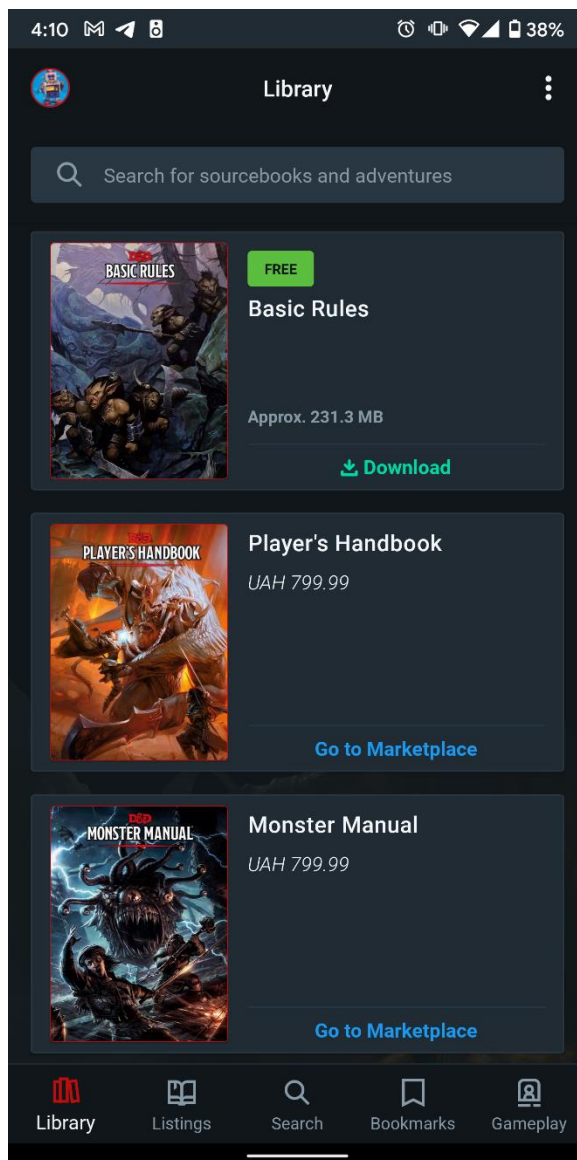 4:10
38%
Library
Search for sourcebooks and adventures
D&D
BASIC RULES
FREE
Basic Rules
Approx. 231.3 MB
Download
D&D
PLAYER'S HANDBOOK
Player's Handbook
UAH 799.99
Go to Marketplace
D&D
MONSTER MANUAL
Monster Manual
UAH 799.99
Go to Marketplace
Library
Listings
Search
Bookmarks
Gameplay